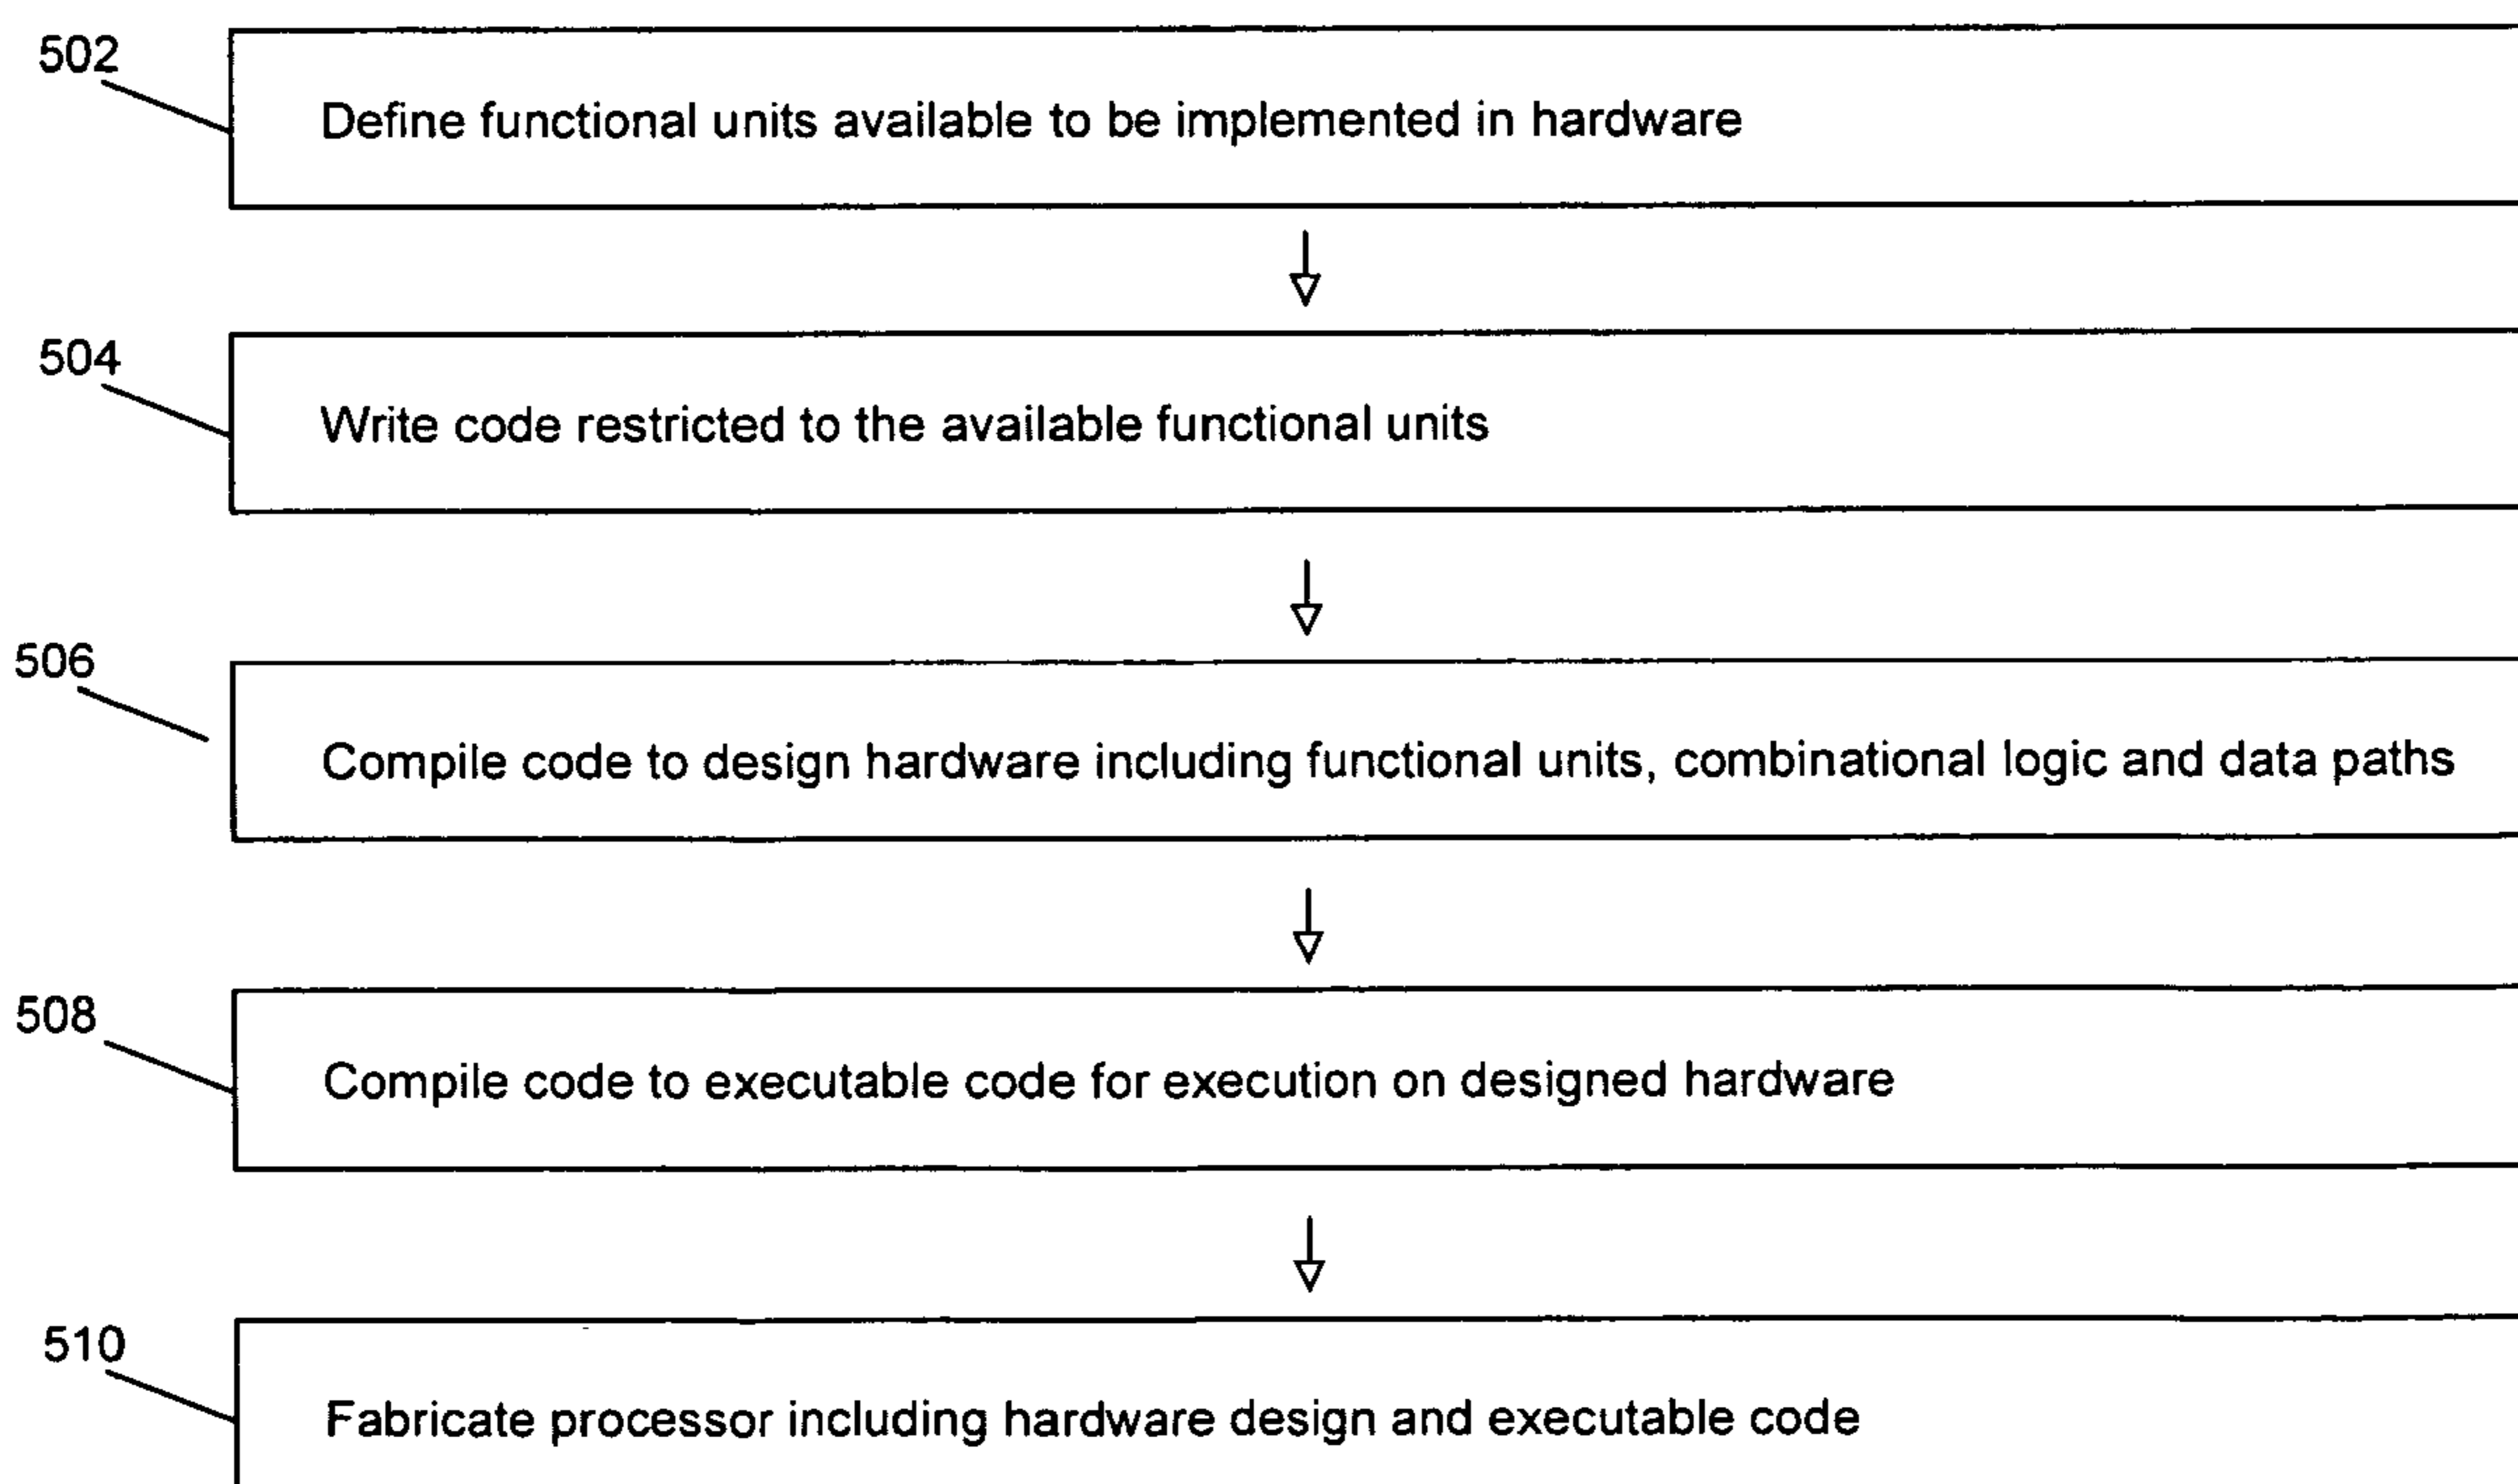 502
Define functional units available to be implemented in hardware
504
Write code restricted to the available functional units
506
Compile code to design hardware including functional units, combinational logic and data paths
508
Compile code to executable code for execution on designed hardware
510
Fabricate processor including hardware design and executable code